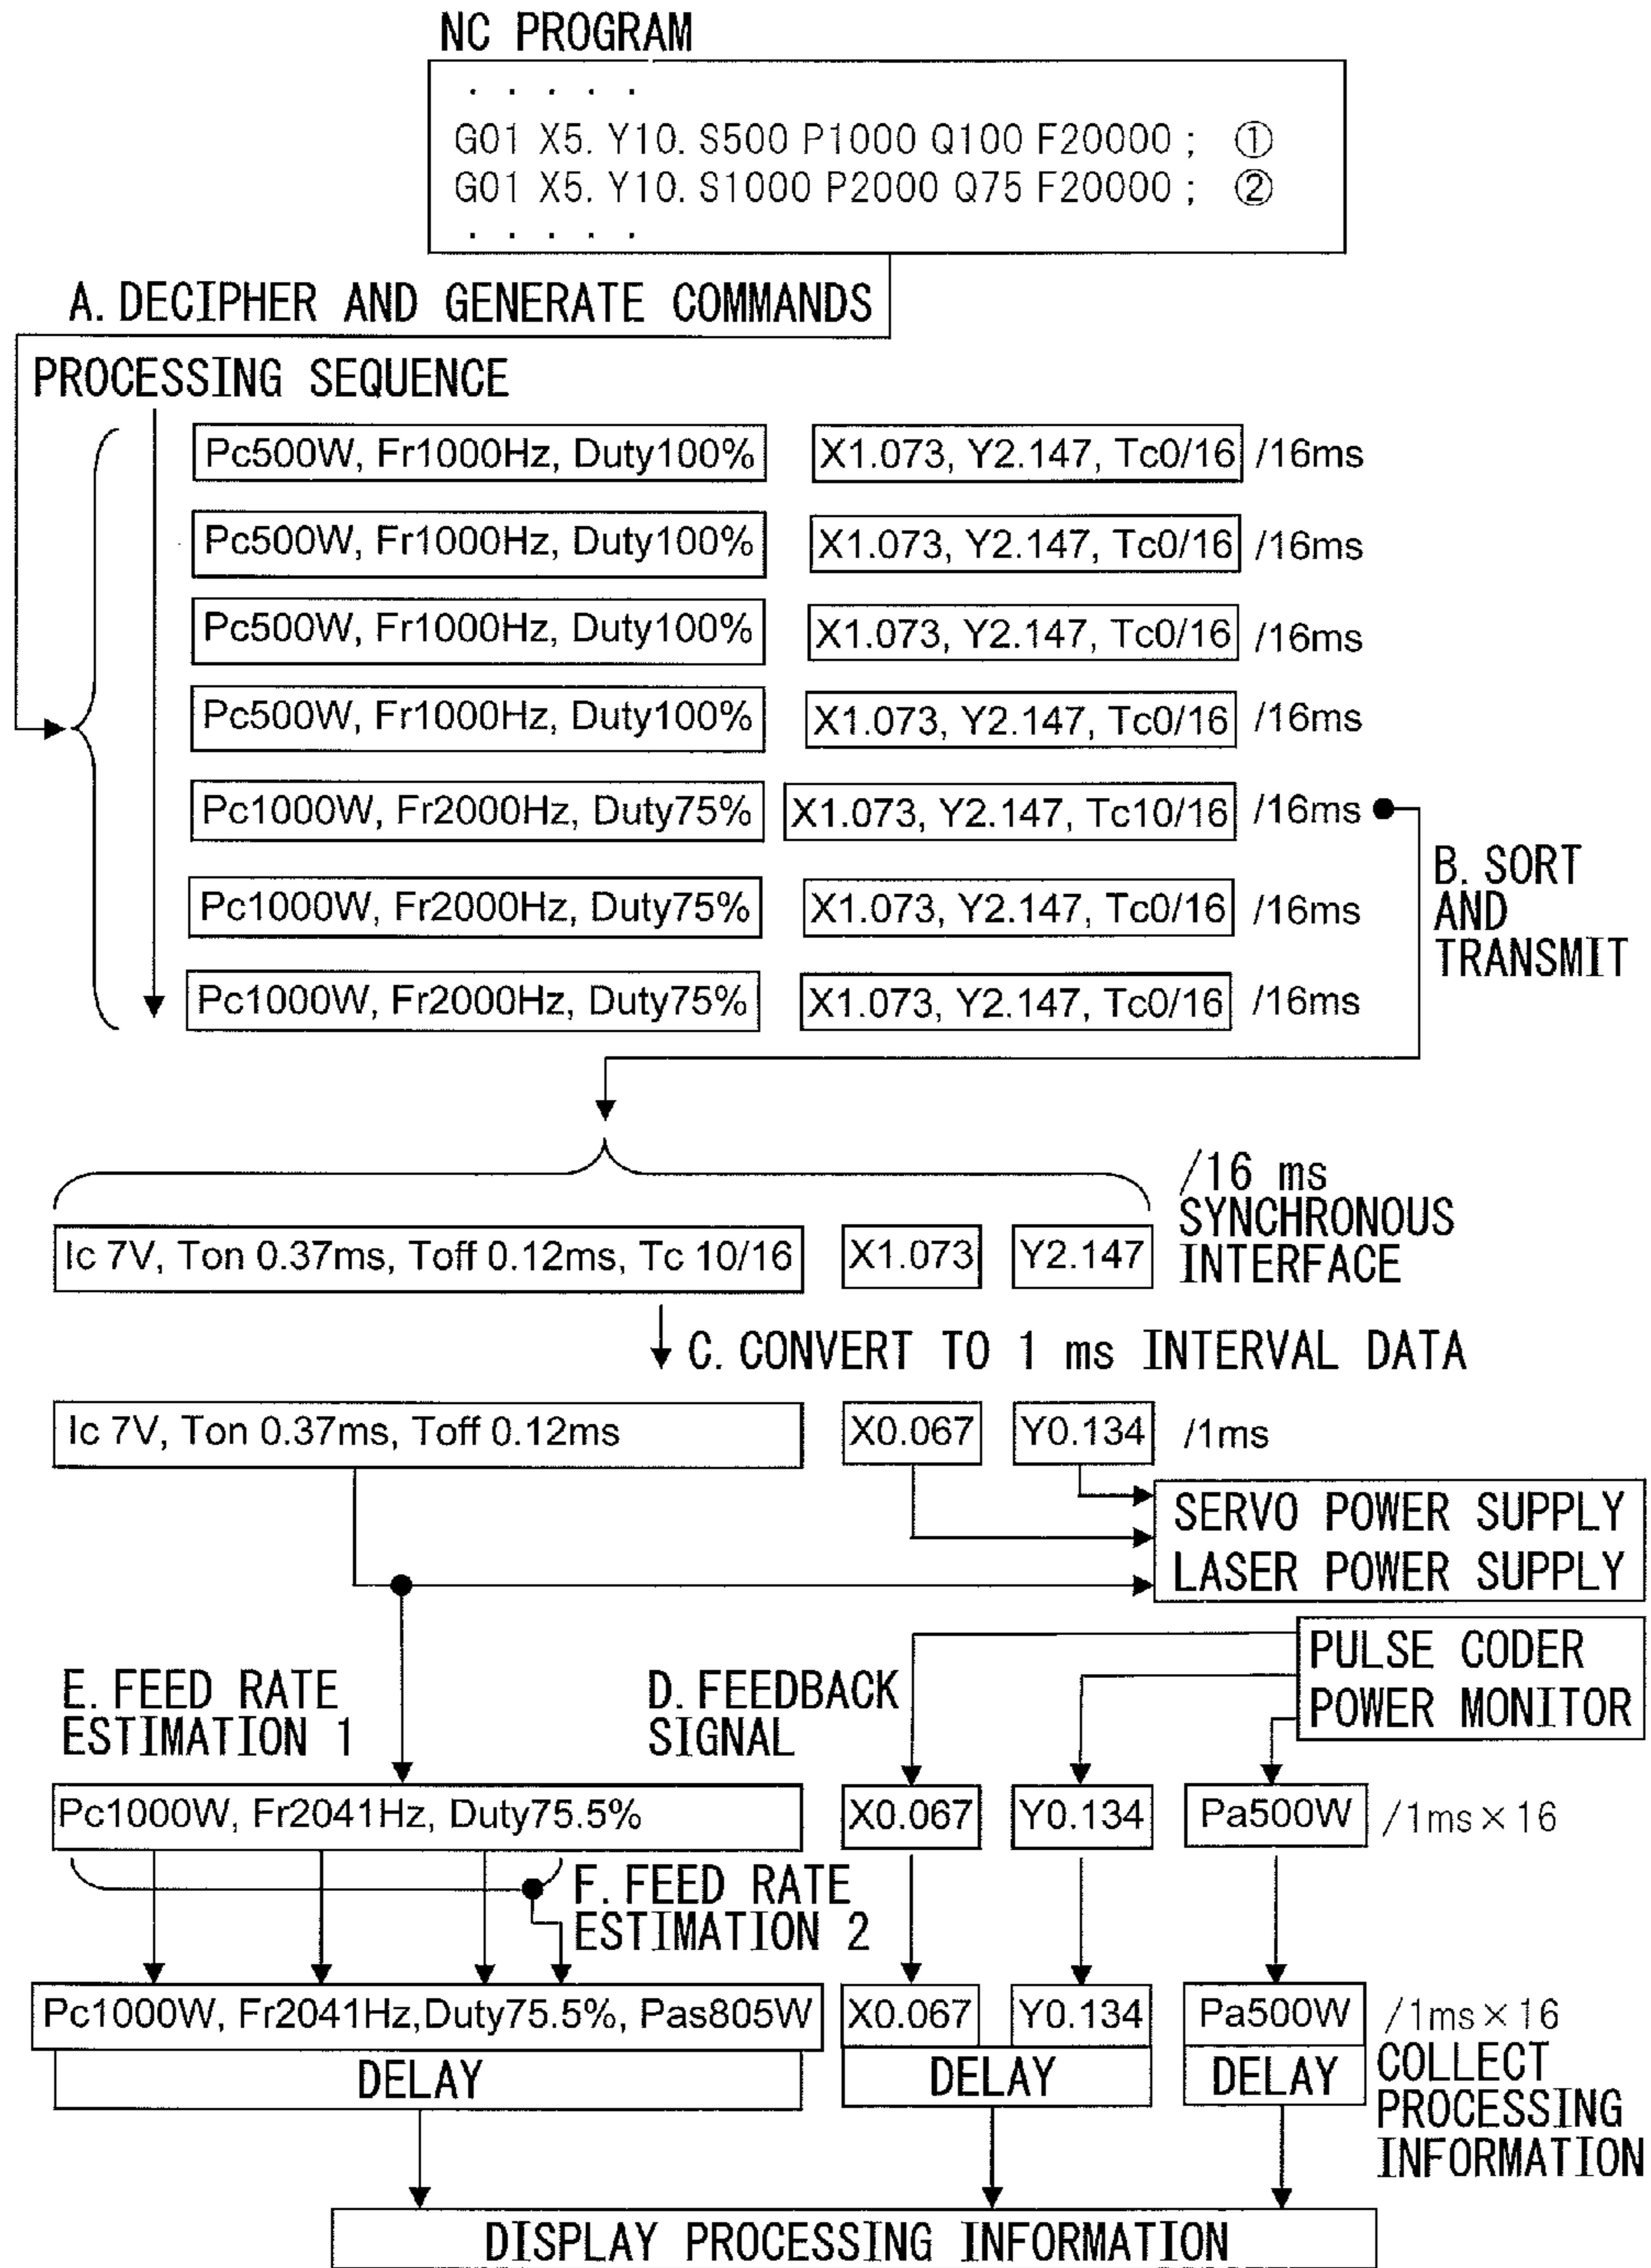 NC PROGRAM
. . . . .
G01 X5. Y10. S500 P1000 Q100 F20000 ; ①
G01 X5. Y10. S1000 P2000 Q75 F20000 ; ②
. . . . .
A. DECIPHER AND GENERATE COMMANDS
PROCESSING SEQUENCE
Pc500W, Fr1000Hz, Duty100% X1.073, Y2.147, Tc0/16 /16ms
Pc500W, Fr1000Hz, Duty100% X1.073, Y2.147, Tc0/16 /16ms
Pc500W, Fr1000Hz, Duty100% X1.073, Y2.147, Tc0/16 /16ms
Pc500W, Fr1000Hz, Duty100% X1.073, Y2.147, Tc0/16 /16ms
Pc1000W, Fr2000Hz, Duty75% X1.073, Y2.147, Tc10/16 /16ms
Pc1000W, Fr2000Hz, Duty75% X1.073, Y2.147, Tc0/16 /16ms
Pc1000W, Fr2000Hz, Duty75% X1.073, Y2.147, Tc0/16 /16ms
B. SORT
AND
TRANSMIT
/16 ms
SYNCHRONOUS
INTERFACE
Ic 7V, Ton 0.37ms, Toff 0.12ms, Tc 10/16 X1.073 Y2.147
C. CONVERT TO 1 ms INTERVAL DATA
Ic 7V, Ton 0.37ms, Toff 0.12ms X0.067 Y0.134 /1ms
SERVO POWER SUPPLY
LASER POWER SUPPLY
PULSE CODER
POWER MONITOR
E. FEED RATE
ESTIMATION 1
D. FEEDBACK
SIGNAL
Pc1000W, Fr2041Hz, Duty75.5% X0.067 Y0.134 Pa500W /1ms×16
F. FEED RATE
ESTIMATION 2
Pc1000W, Fr2041Hz,Duty75.5%, Pas805W X0.067 Y0.134 Pa500W /1ms×16
DELAY DELAY DELAY
COLLECT
PROCESSING
INFORMATION
DISPLAY PROCESSING INFORMATION